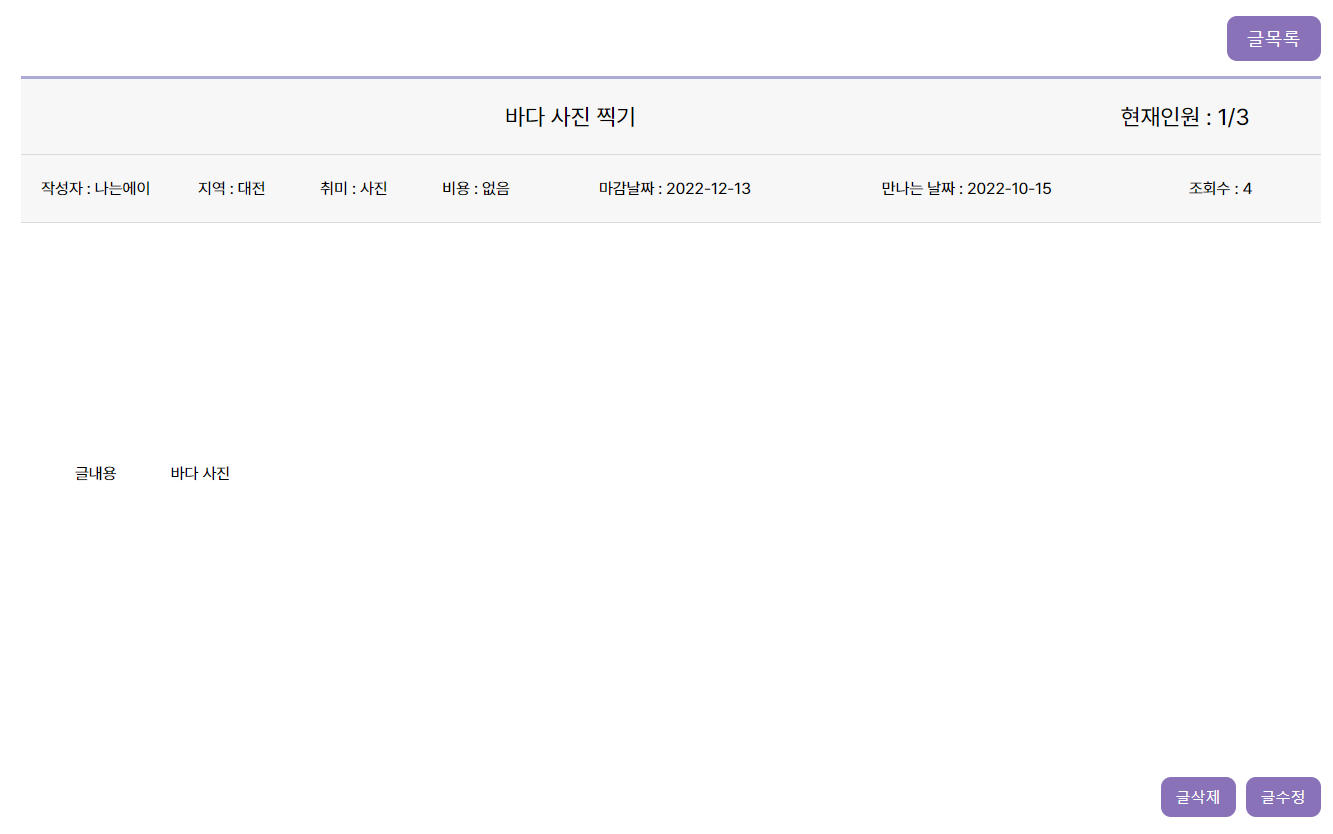 글목록
바다 사진 찍기 현재인원 : 1/3
작성자 : 나는에이 지역 : 대전 취미 : 사진 비용 : 없음 마감날짜 : 2022-12-13 만나는 날짜 : 2022-10-15 조회수 : 4
글내용 바다 사진
글삭제 글수정